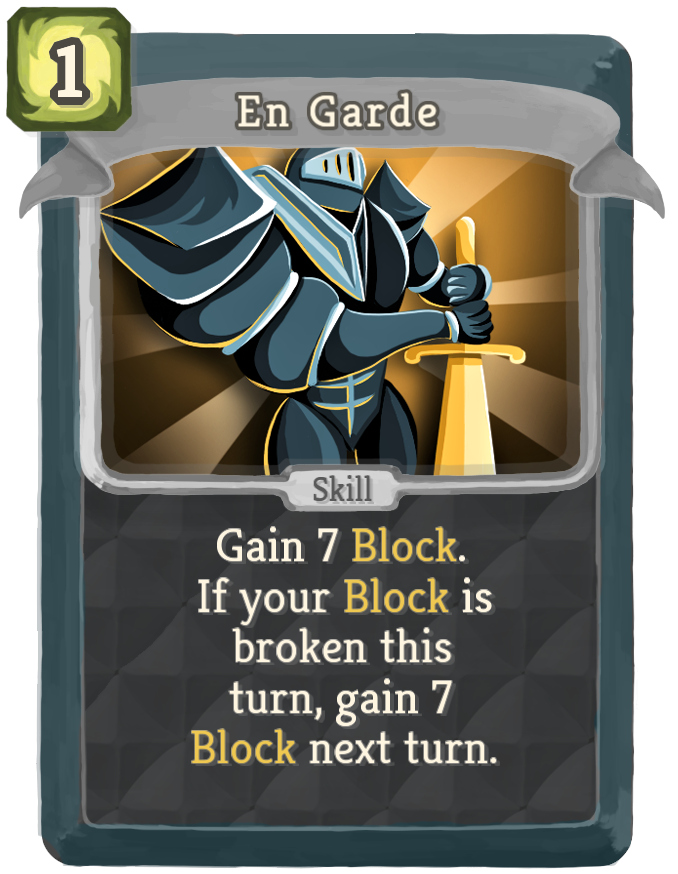 1
En Garde
Skill
Gain 7 Block.
If your Block is
broken this
turn, gain 7
Block next turn.